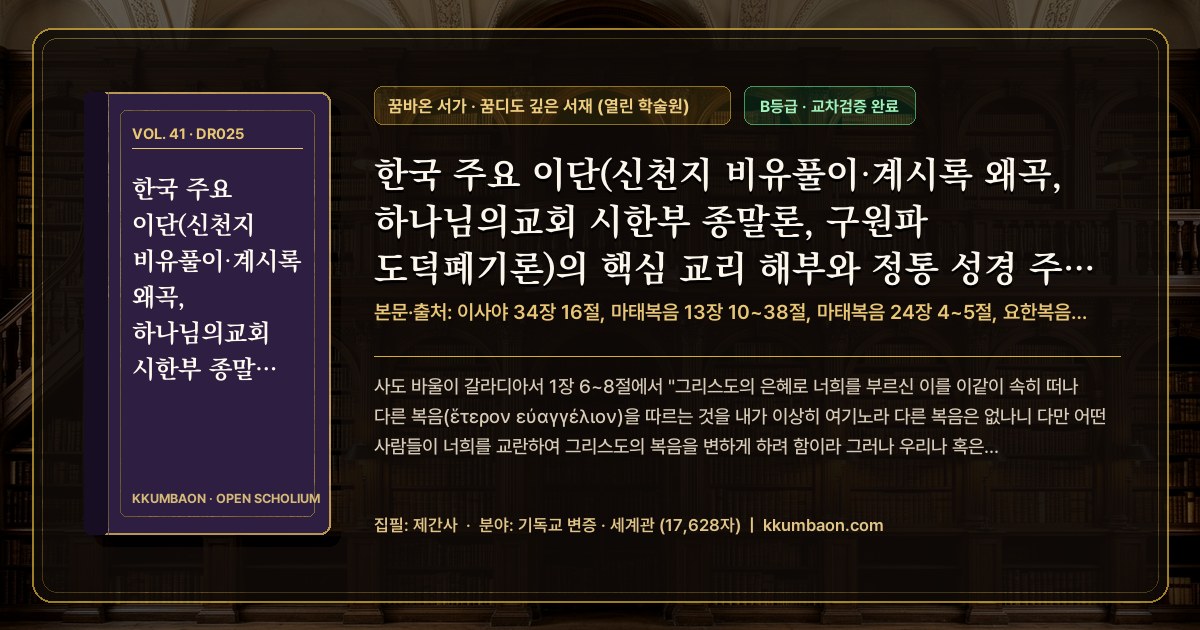 VOL. 41 · DR025
한국 주요
이단(신천지
비유풀이·계시록
왜곡,
하나님의교회
시한부 종말…
KKUMBAON · OPEN SCHOLIUM
꿈바온 서가 · 꿈디도 깊은 서재 (열린 학술원)
B등급 · 교차검증 완료
한국 주요 이단(신천지 비유풀이·계시록 왜곡,
하나님의교회 시한부 종말론, 구원파
도덕폐기론)의 핵심 교리 해부와 정통 성경 주…
본문·출처: 이사야 34장 16절, 마태복음 13장 10~38절, 마태복음 24장 4~5절, 요한복음...
사도 바울이 갈라디아서 1장 6~8절에서 "그리스도의 은혜로 너희를 부르신 이를 이같이 속히 떠나
다른 복음(ἕτερον εὐαγγέλιον)을 따르는 것을 내가 이상히 여기노라 다른 복음은 없나니 다만 어떤
사람들이 너희를 교란하여 그리스도의 복음을 변하게 하려 함이라 그러나 우리나 혹은...
집필: 제간사 · 분야: 기독교 변증·세계관 (17,628자) | kkumbaon.com